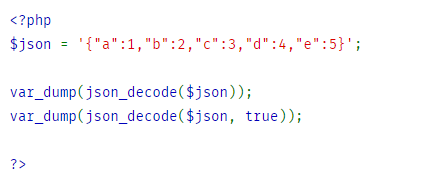 <?php
$json = '{"a":1,"b":2,"c":3,"d":4,"e":5}';
var_dump(json_decode($json));
var_dump(json_decode($json, true));
?>